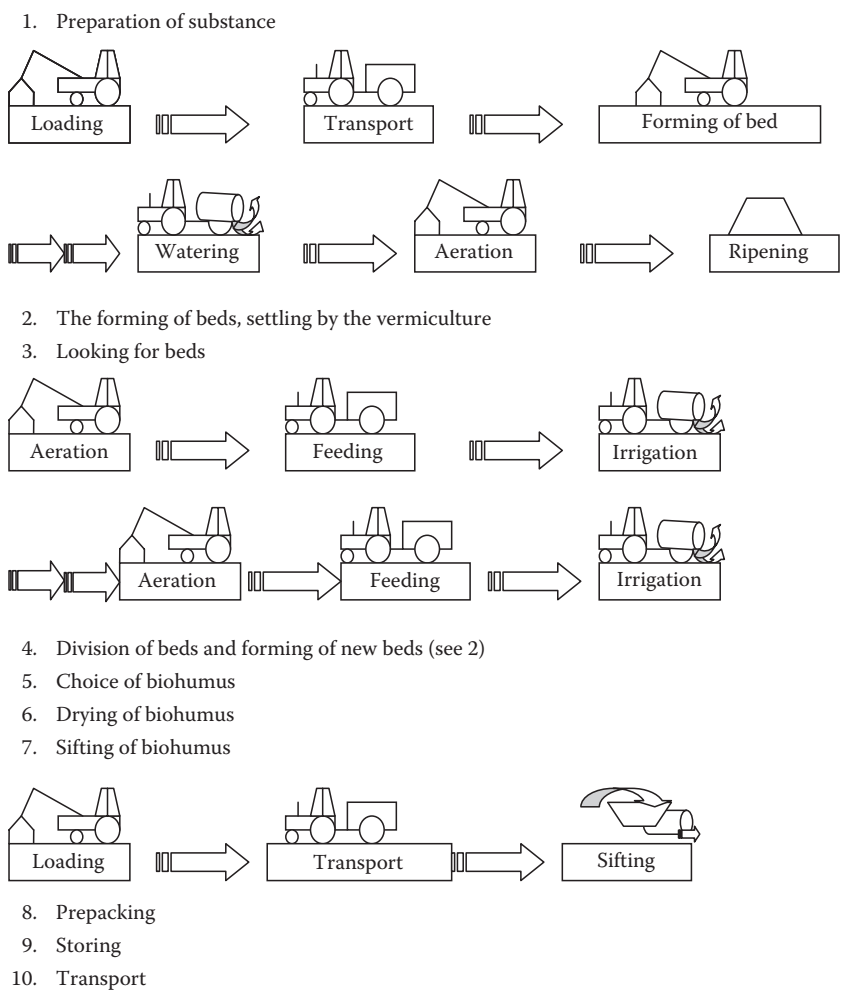 1. Preparation of substance
Loading Transport Forming of bed
Watering Aeration Ripening
2. The forming of beds, settling by the vermiculture
3. Looking for beds
Aeration Feeding Irrigation
Aeration Feeding Irrigation
4. Division of beds and forming of new beds (see 2)
5. Choice of biohumus
6. Drying of biohumus
7. Sifting of biohumus
Loading Transport Sifting
8. Prepacking
9. Storing
10. Transport